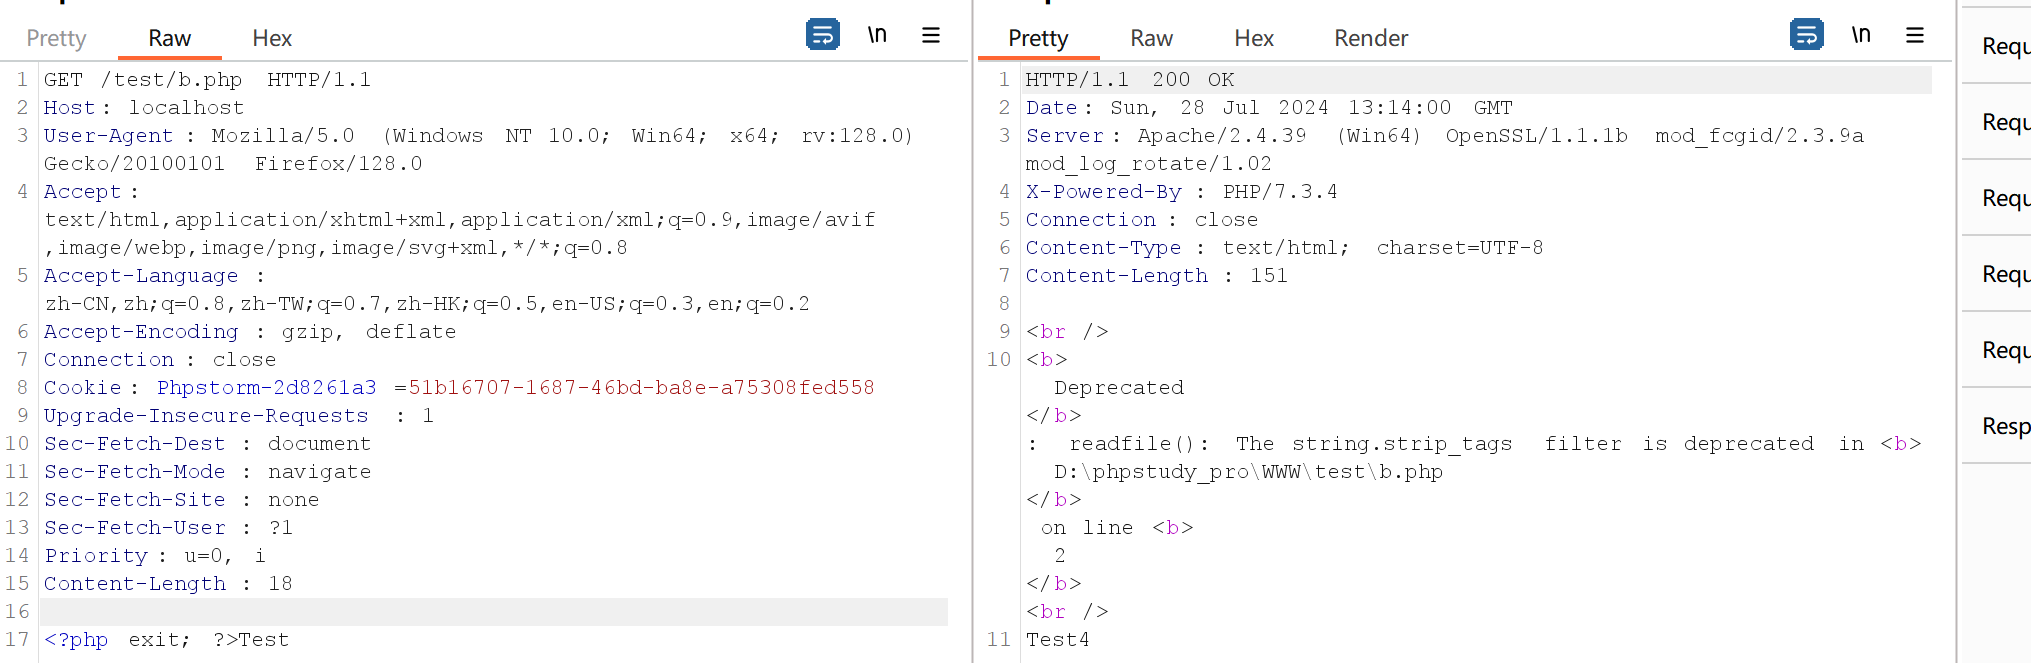 Pretty Raw Hex \n
1 GET /test/b.php HTTP/1.1
2 Host: localhost
3 User-Agent : Mozilla/5.0 (Windows NT 10.0; Win64; x64; rv:128.0)
Gecko/20100101 Firefox/128.0
4 Accept :
text/html,application/xhtml+xml,application/xml;q=0.9,image/avif
,image/webp,image/png,image/svg+xml,*/*;q=0.8
5 Accept-Language :
zh-CN,zh;q=0.8,zh-TW;q=0.7,zh-HK;q=0.5,en-US;q=0.3,en;q=0.2
6 Accept-Encoding : gzip, deflate
7 Connection : close
8 Cookie : Phpstorm-2d8261a3 =51b16707-1687-46bd-ba8e-a75308fed558
9 Upgrade-Insecure-Requests : 1
10 Sec-Fetch-Dest : document
11 Sec-Fetch-Mode : navigate
12 Sec-Fetch-Site : none
13 Sec-Fetch-User : ?1
14 Priority : u=0, i
15 Content-Length : 18
16
17 <?php exit; ?>Test
Pretty Raw Hex Render \n
1 HTTP/1.1 200 OK
2 Date : Sun, 28 Jul 2024 13:14:00 GMT
3 Server : Apache/2.4.39 (Win64) OpenSSL/1.1.1b mod_fcgid/2.3.9a
mod_log_rotate/1.02
4 X-Powered-By : PHP/7.3.4
5 Connection : close
6 Content-Type : text/html; charset=UTF-8
7 Content-Length : 151
8
9 <br />
10 <b>
Deprecated
</b>
: readfile(): The string.strip_tags filter is deprecated in <b>
D:\phpstudy_pro\WWW\test\b.php
</b>
on line <b>
2
</b>
<br />
11 Test4
Requ
Requ
Requ
Requ
Requ
Resp